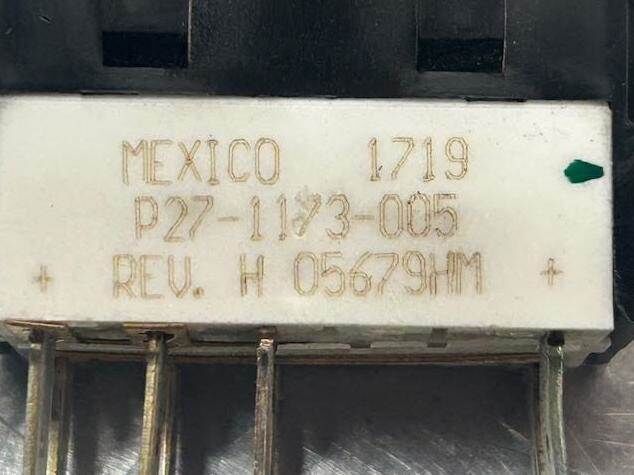 MEXICO 1719
P27-1173-005
+ REV. H 05679HM +